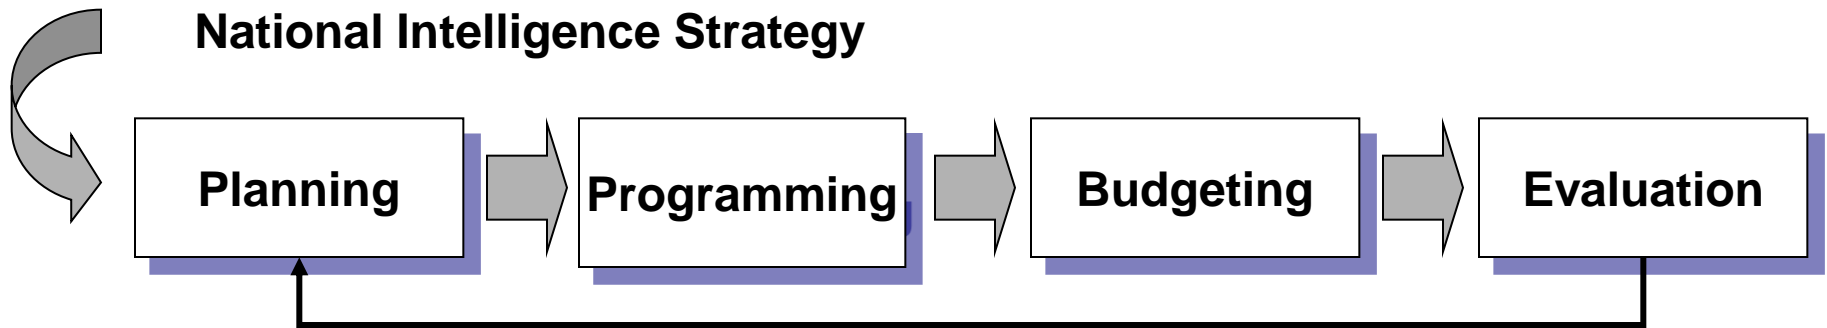 National Intelligence Strategy
Planning
Programming
Budgeting
Evaluation